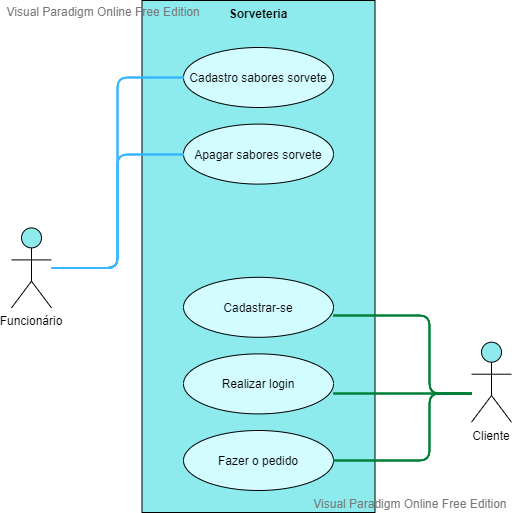 Visual Paradigm Online Free Edition
Sorveteria
Cadastro sabores sorvete
Apagar sabores sorvete
Funcionário
Cadastrar-se
Realizar login
Cliente
Fazer o pedido
Visual Paradigm Online Free Edition